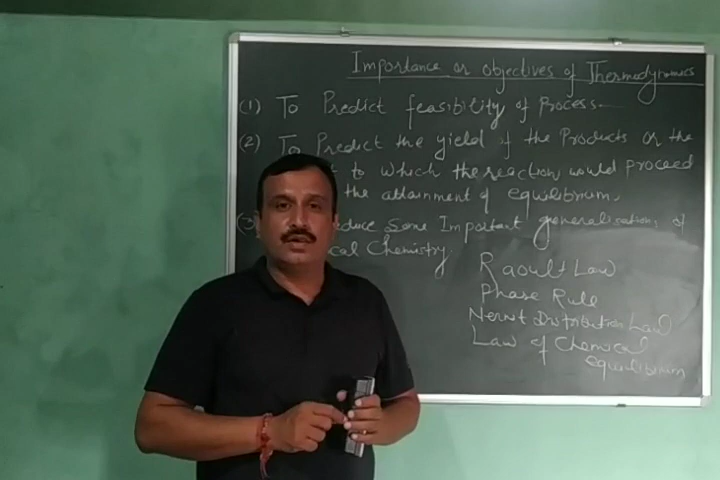 Importance or objectives of Thermodynamics
(1) To Predict feasibility of Process.
(2) To Predict the yield of the Products or the
to which the reaction would proceed
the attainment of equilibrium.
(3) Some Important generalisations of
Chemistry
Raoult Law
Phase Rule
Nernst Distribution Law
Law of Chemical
equilibrium